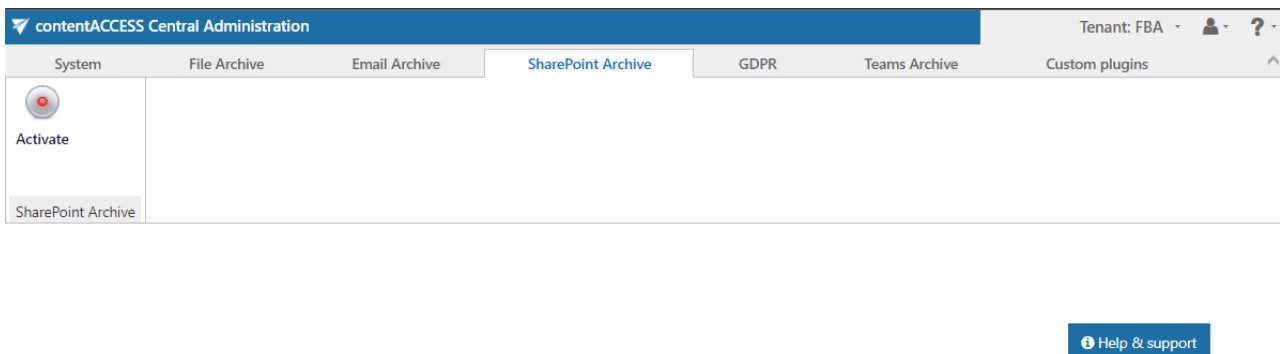 contentACCESS Central Administration Tenant: FBA ?
System File Archive Email Archive SharePoint Archive GDPR Teams Archive Custom plugins
Activate
SharePoint Archive
Help & support